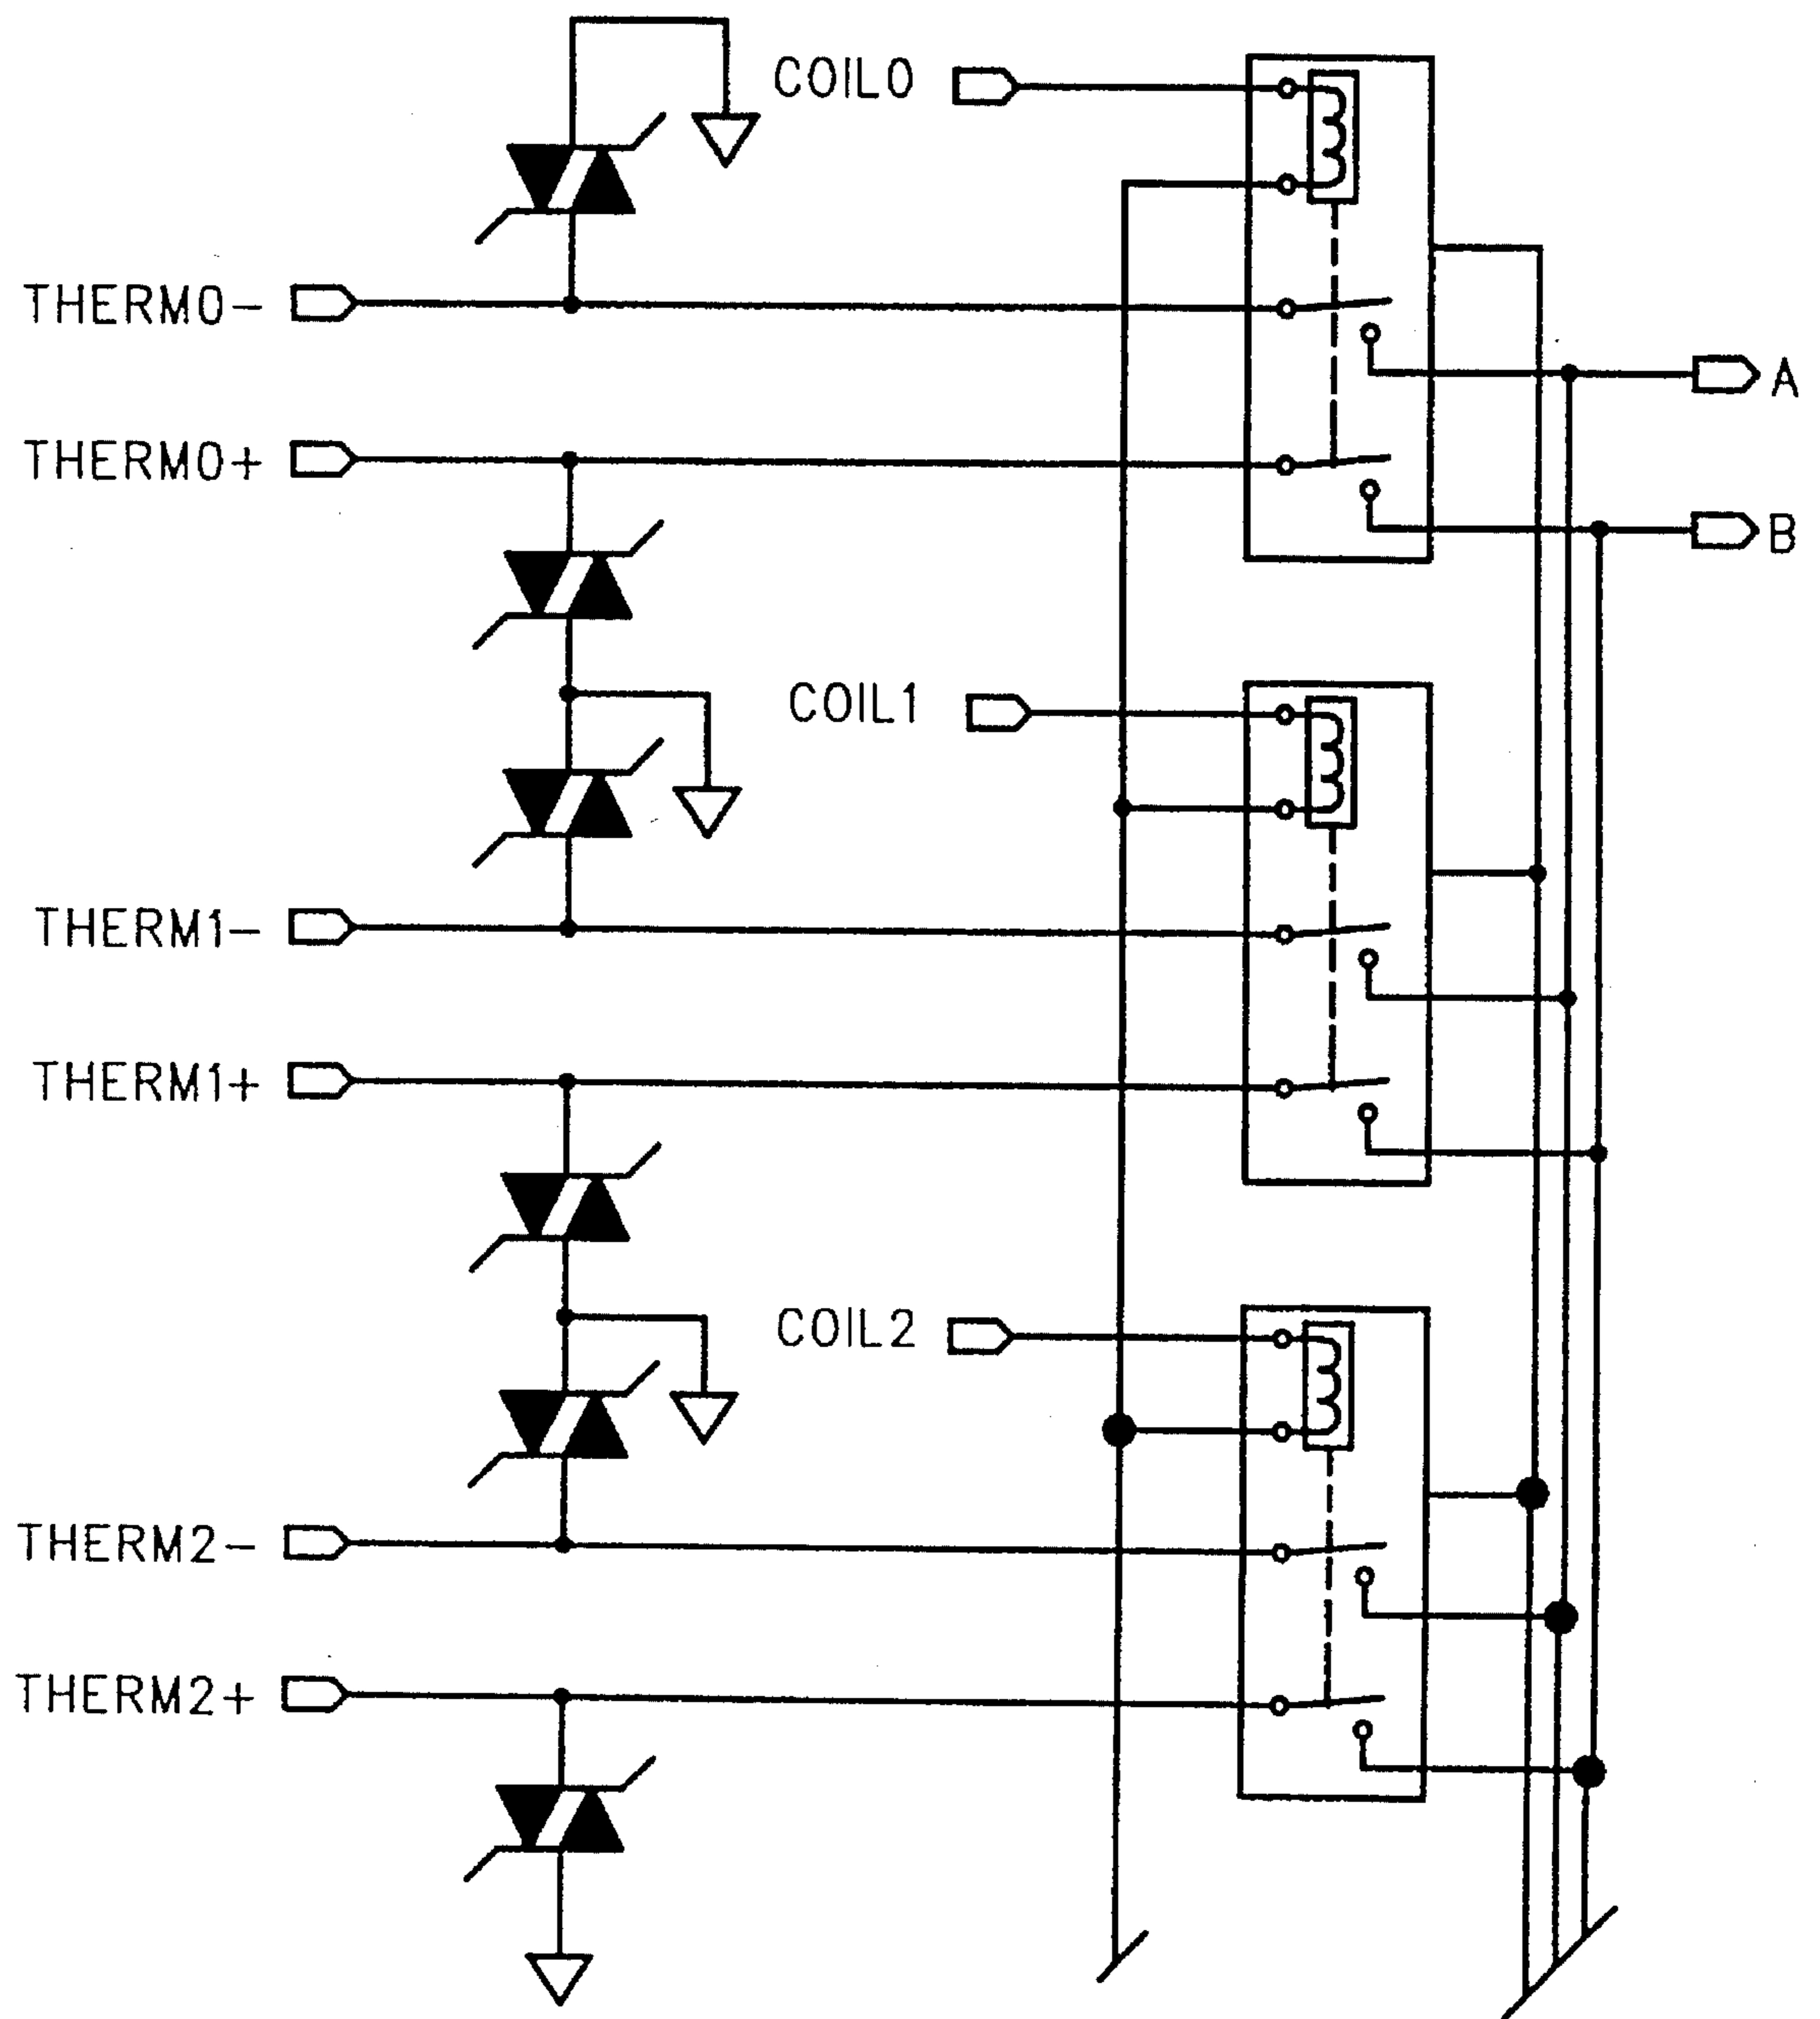 COIL0
THERM0-
A
THERM0+
B
COIL1
THERM1-
THERM1+
COIL2
THERM2-
THERM2+